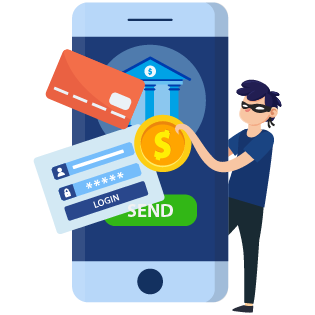 $
$
*****
LOGIN
SEND